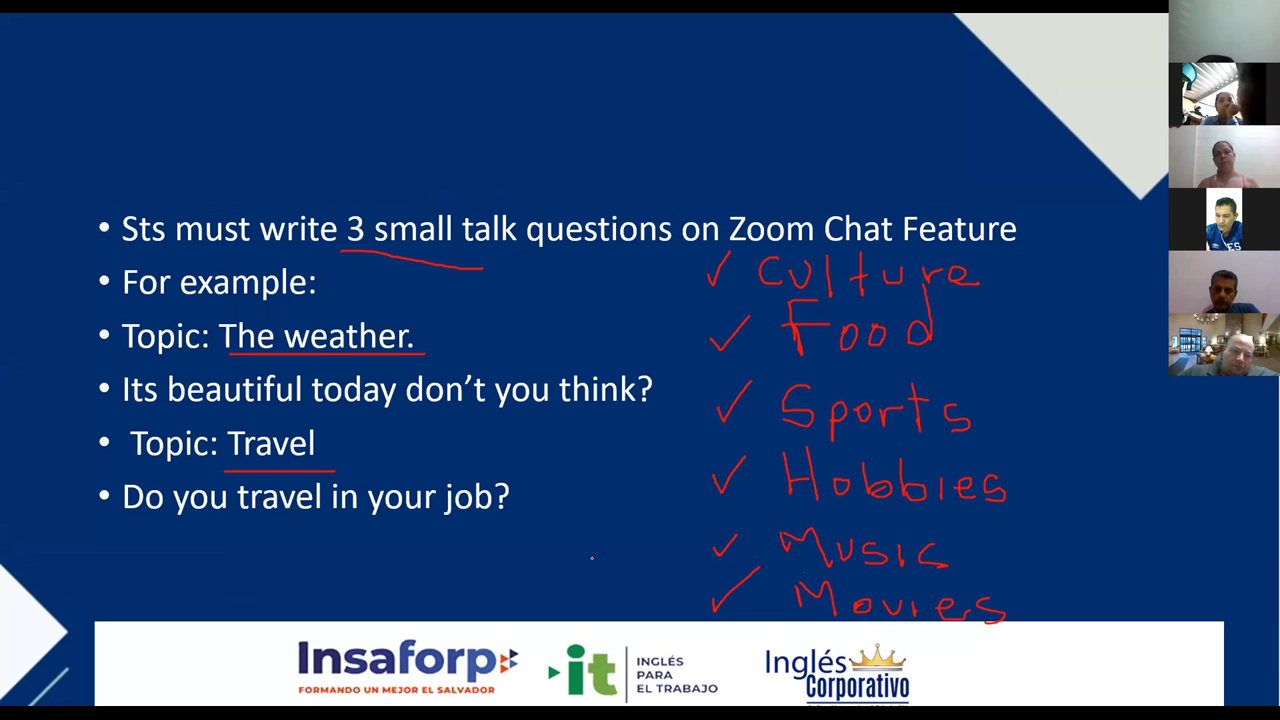 • Sts must write 3 small talk questions on Zoom Chat Feature
• For example:
• Topic: The weather.
• Its beautiful today don’t you think?
• Topic: Travel
• Do you travel in your job?
✓ Culture
✓ Food
✓ Sports
✓ Hobbies
✓ Music
✓ Movies
Insaforp
FORMANDO UN MEJOR EL SALVADOR
it
INGLÉS
PARA
EL TRABAJO
Inglés
Corporativo